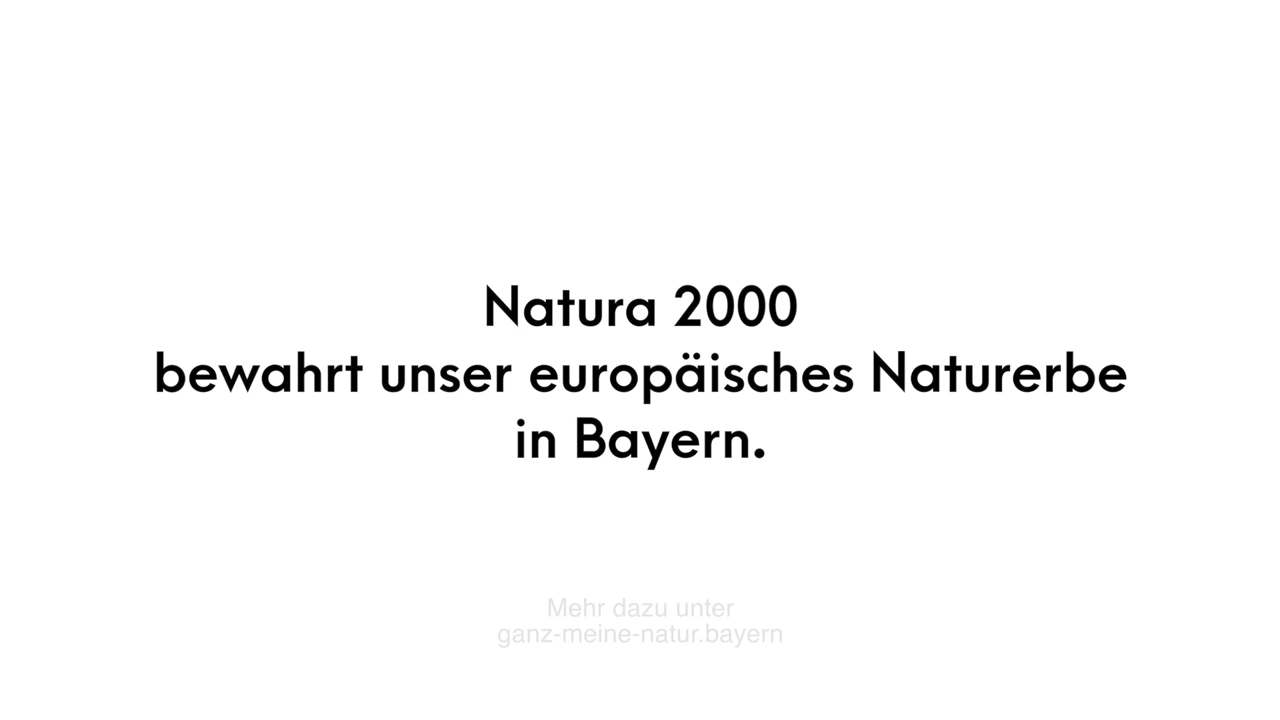 Natura 2000
bewahrt unser europäisches Naturerbe
in Bayern.
Mehr dazu unter
ganz-meine-natur.bayern